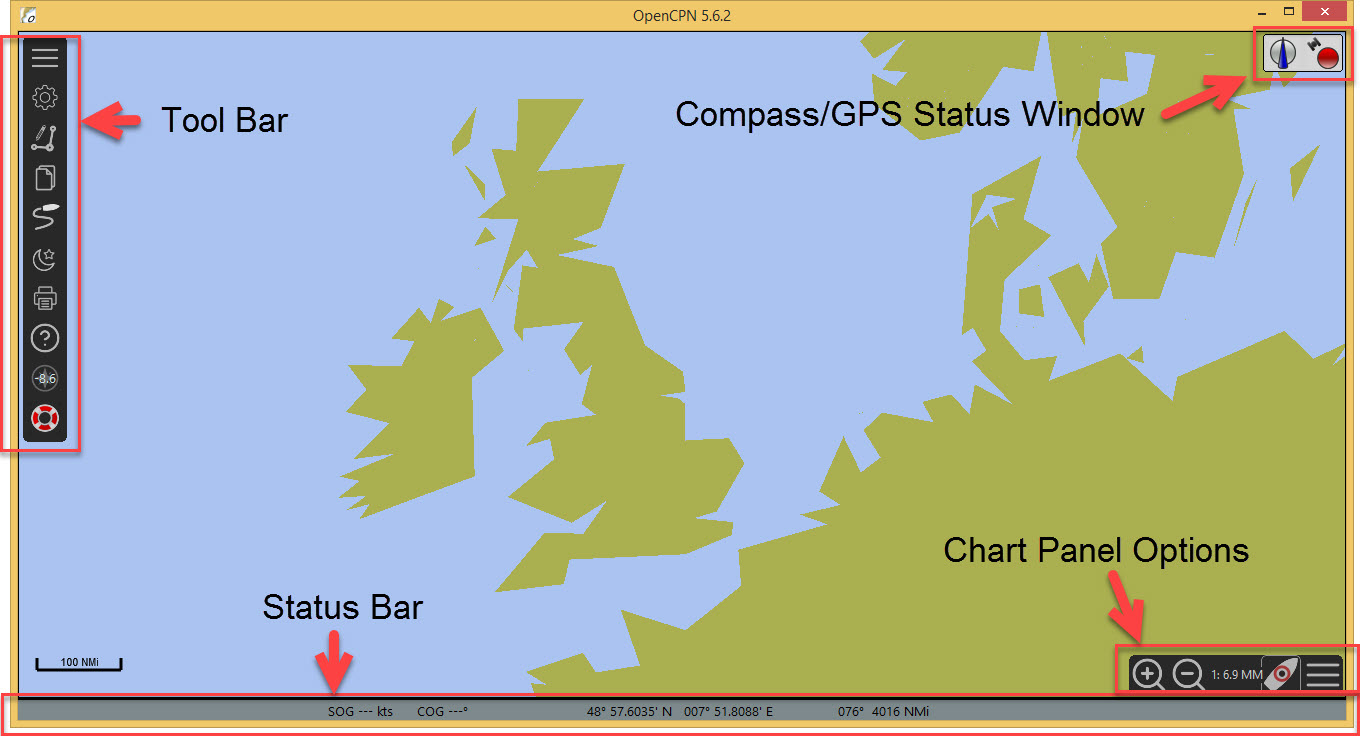 OpenCPN 5.6.2
Tool Bar
Compass/GPS Status Window
-8.6
Chart Panel Options
Status Bar
100 NMi
1: 6.9 MM
SOG --- kts COG ---° 48° 57.6035' N 007° 51.8088' E 076° 4016 NMi